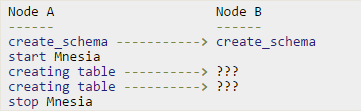 Node A                    Node B
------                    ------
create_schema -----------> create_schema
start Mnesia
creating table ----------> ???
creating table ----------> ???
stop Mnesia